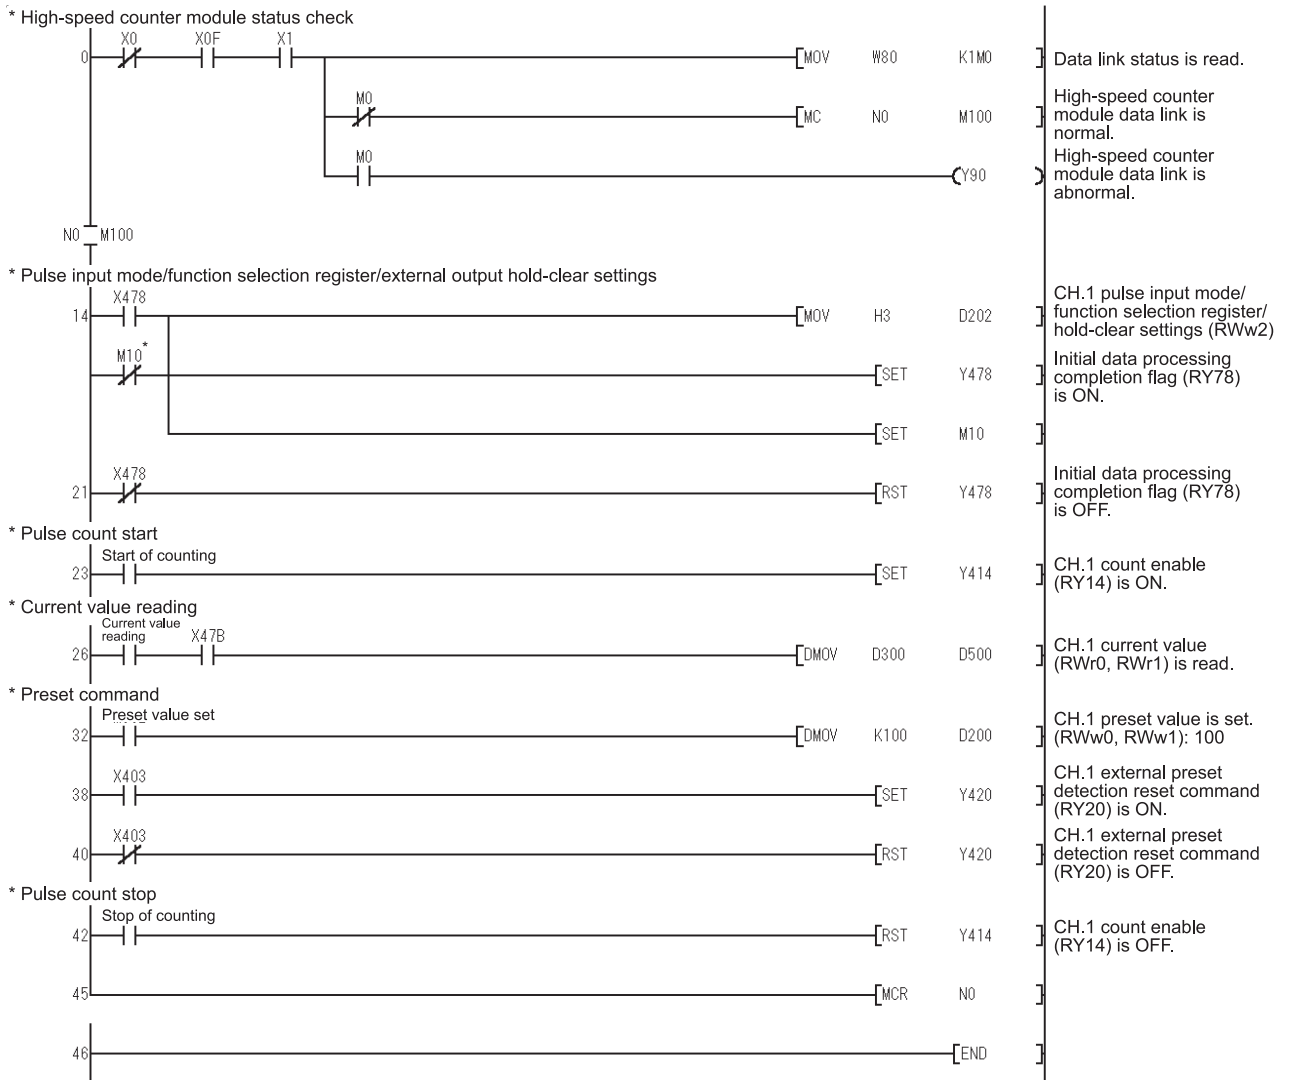 * High-speed counter module status check
X0 X0F X1
0 MOV W80 K1M0 Data link status is read.
M0
MC N0 M100
High-speed counter
module data link is
normal.
M0
Y90
High-speed counter
module data link is
abnormal.
N0 M100
* Pulse input mode/function selection register/external output hold-clear settings
X478
14 MOV H3 D202
CH.1 pulse input mode/
function selection register/
hold-clear settings (RWw2)
M10*
SET Y478
Initial data processing
completion flag (RY78)
is ON.
SET M10
X478
21 RST Y478
Initial data processing
completion flag (RY78)
is OFF.
* Pulse count start
Start of counting
23 SET Y414
CH.1 count enable
(RY14) is ON.
* Current value reading
Current value
reading X47B
26 DMOV D300 D500
CH.1 current value
(RWr0, RWr1) is read.
* Preset command
Preset value set
32 DMOV K100 D200
CH.1 preset value is set.
(RWw0, RWw1): 100
X403
38 SET Y420
CH.1 external preset
detection reset command
(RY20) is ON.
X403
40 RST Y420
CH.1 external preset
detection reset command
(RY20) is OFF.
* Pulse count stop
Stop of counting
42 RST Y414
CH.1 count enable
(RY14) is OFF.
45 MCR N0
46 END